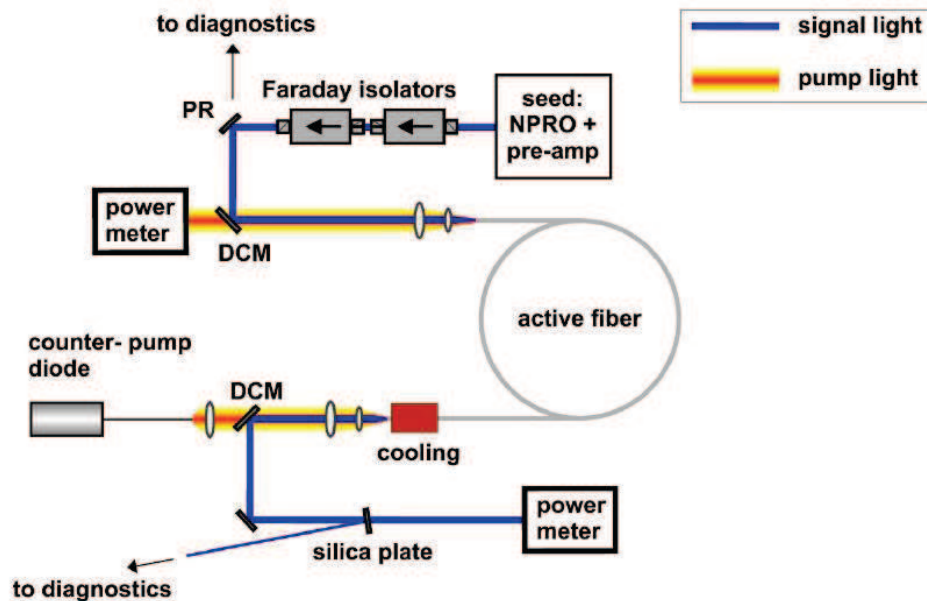 to diagnostics
signal light
pump light
Faraday isolators
PR
seed:
NPRO +
pre-amp
power
meter
DCM
active fiber
counter- pump
diode
DCM
cooling
power
meter
silica plate
to diagnostics